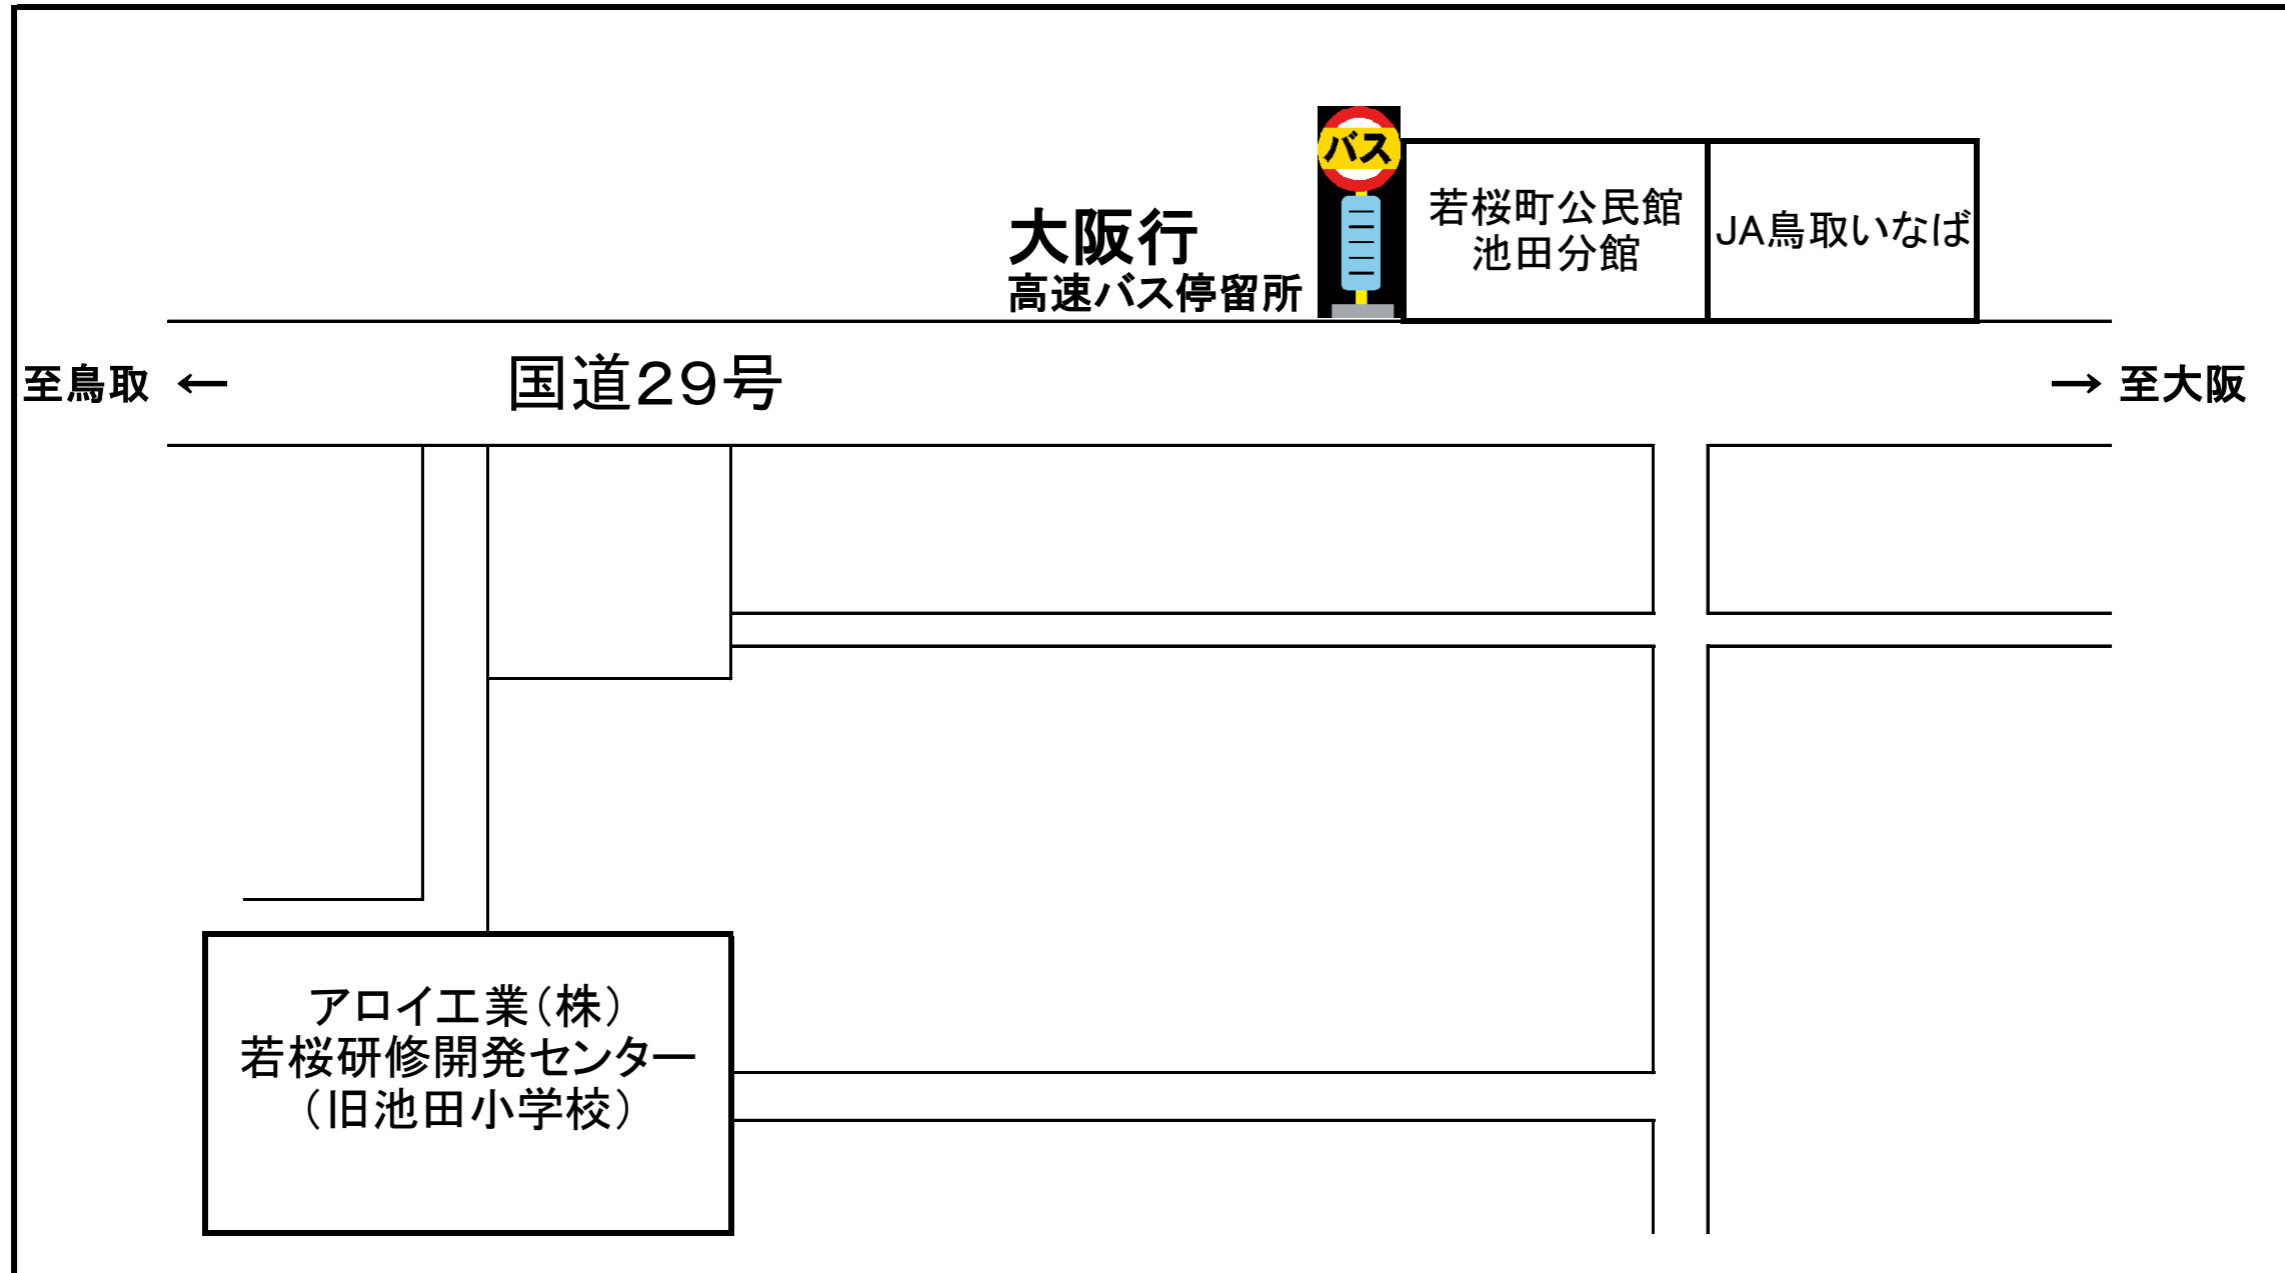 バス
若桜町公民館
池田分館
JA鳥取いなば
大阪行
高速バス停留所
至鳥取 ←
国道29号
→ 至大阪
アロイ工業(株)
若桜研修開発センター
(旧池田小学校)